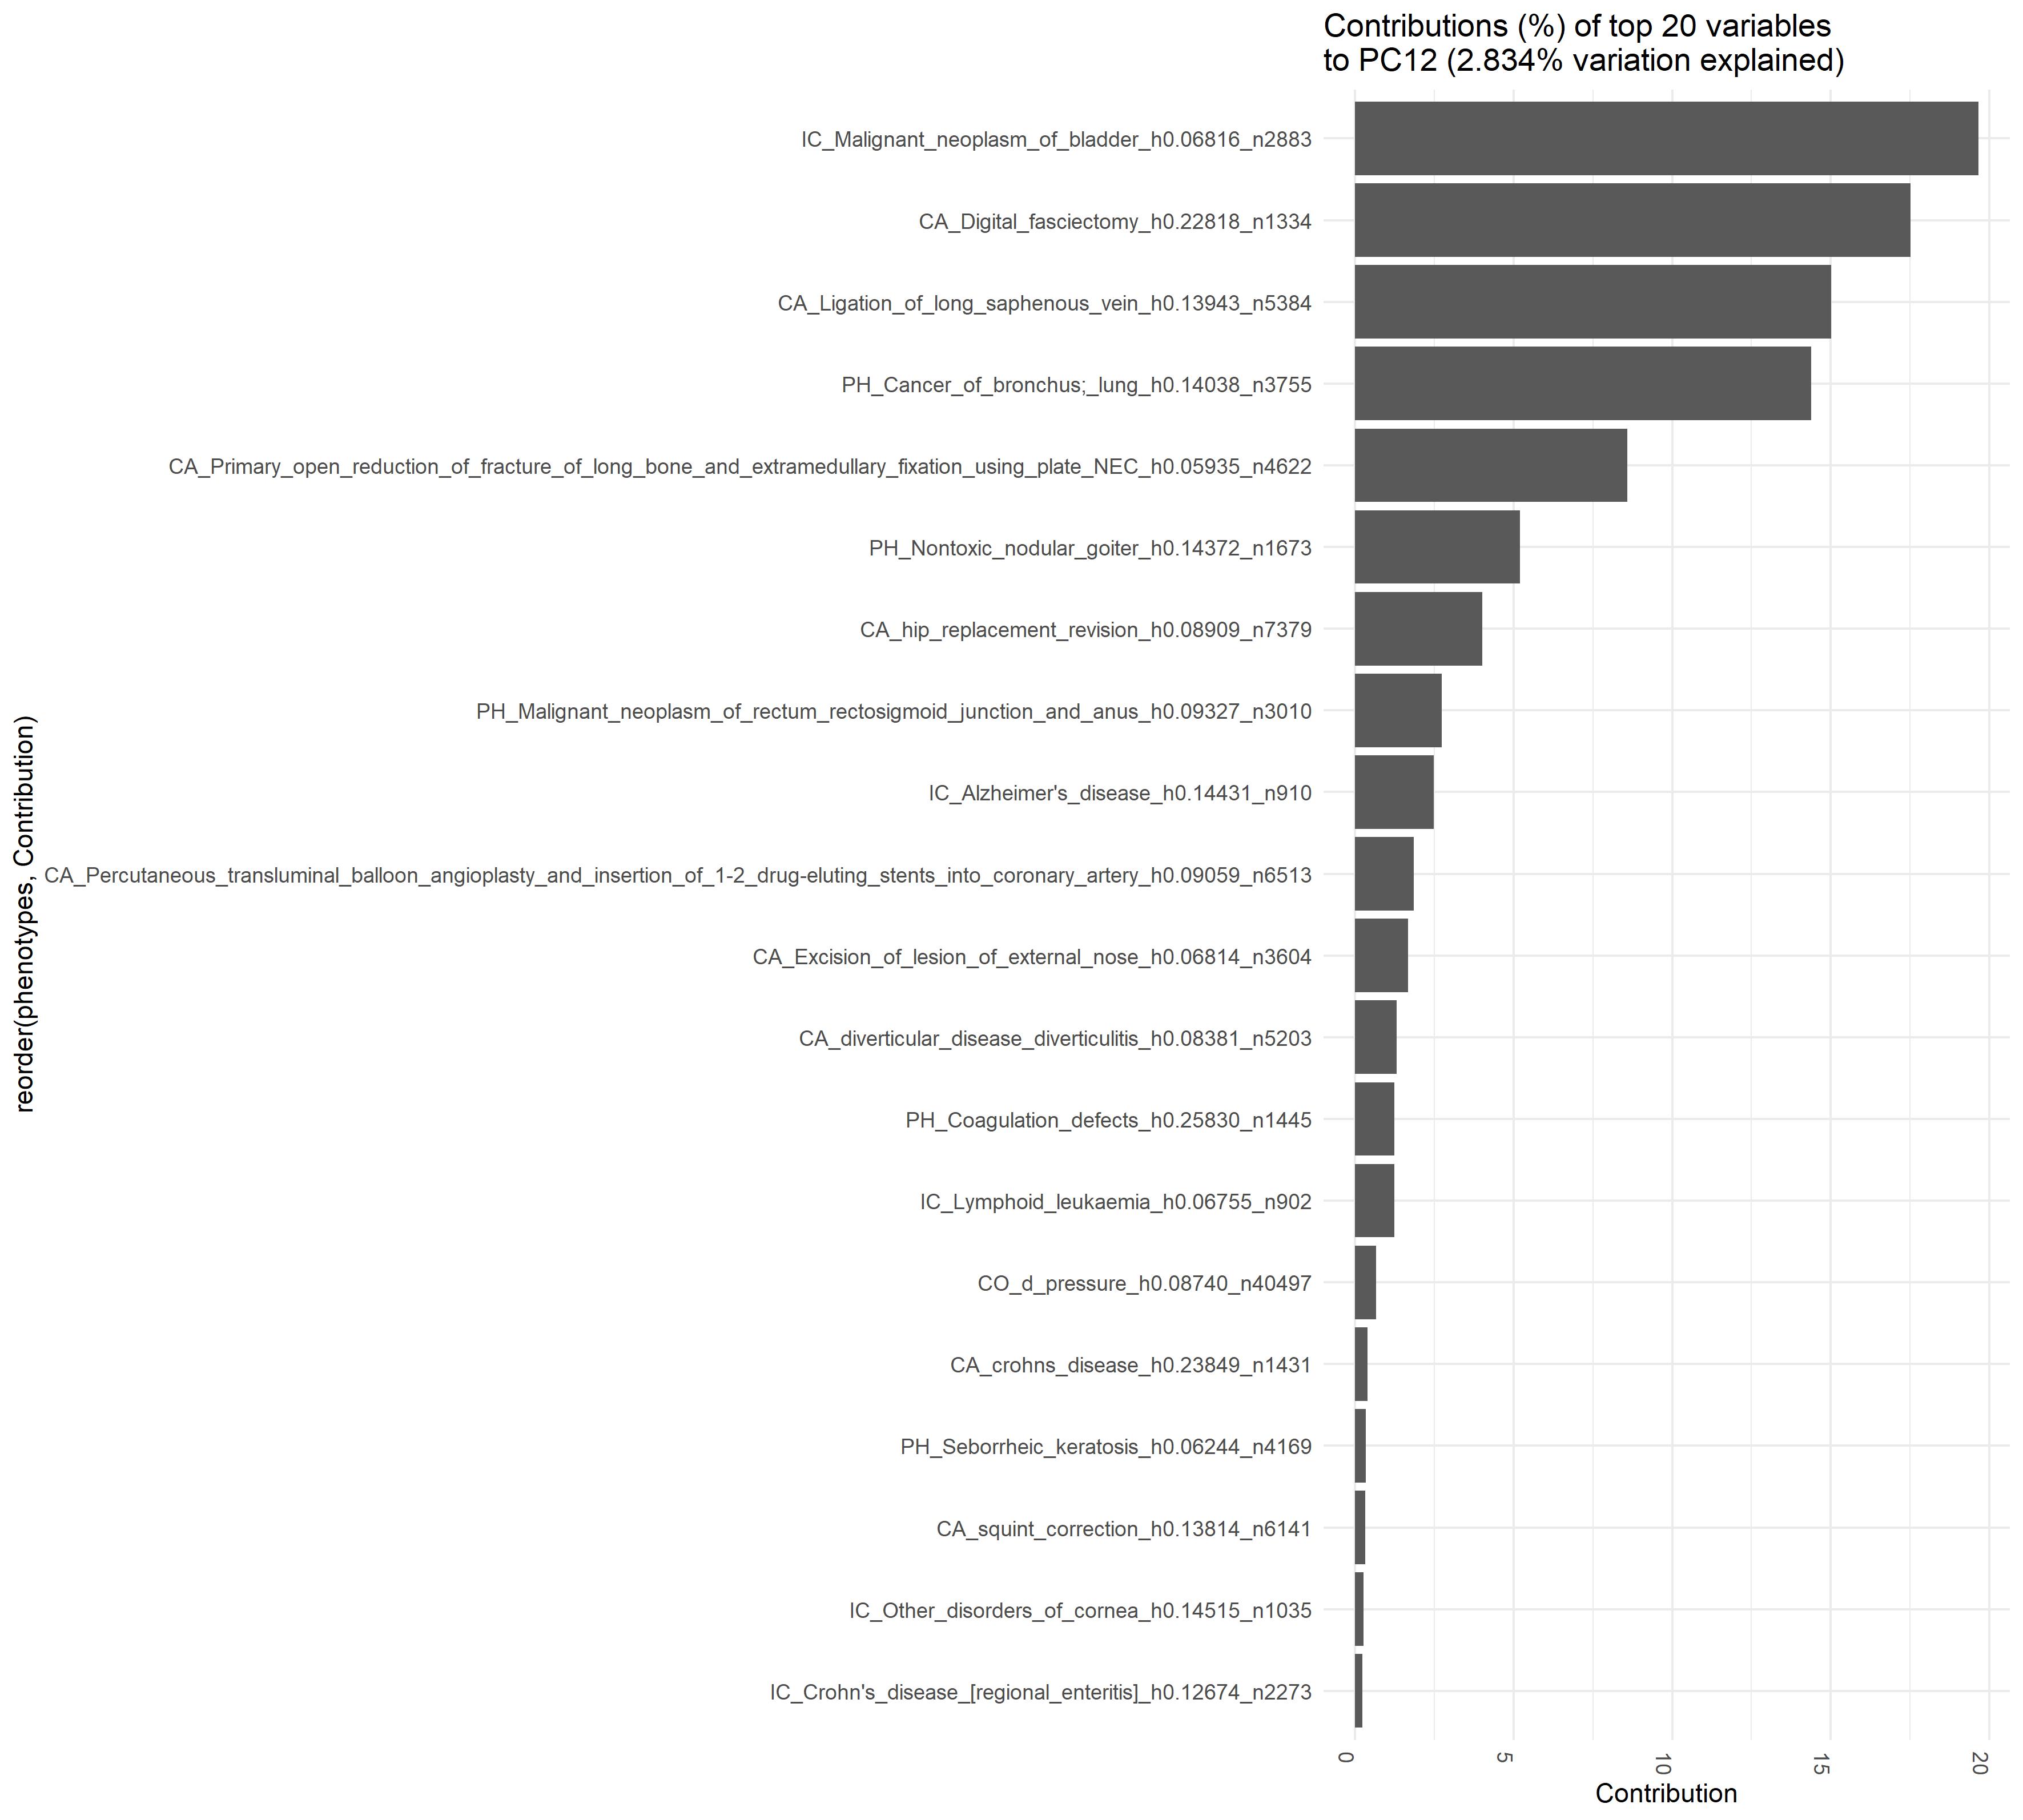 Contributions (%) of top 20 variables
to PC12 (2.834% variation explained)
IC_Malignant_neoplasm_of_bladder_h0.06816_n2883
CA_Digital_fasciectomy_h0.22818_n1334
CA_Ligation_of_long_saphenous_vein_h0.13943_n5384
PH_Cancer_of_bronchus;_lung_h0.14038_n3755
CA_Primary_open_reduction_of_fracture_of_long_bone_and_extramedullary_fixation_using_plate_NEC_h0.05935_n4622
PH_Nontoxic_nodular_goiter_h0.14372_n1673
CA_hip_replacement_revision_h0.08909_n7379
PH_Malignant_neoplasm_of_rectum_rectosigmoid_junction_and_anus_h0.09327_n3010
IC_Alzheimer's_disease_h0.14431_n910
CA_Percutaneous_transluminal_balloon_angioplasty_and_insertion_of_1-2_drug-eluting_stents_into_coronary_artery_h0.09059_n6513
CA_Excision_of_lesion_of_external_nose_h0.06814_n3604
CA_diverticular_disease_diverticulitis_h0.08381_n5203
PH_Coagulation_defects_h0.25830_n1445
IC_Lymphoid_leukaemia_h0.06755_n902
CO_d_pressure_h0.08740_n40497
CA_crohns_disease_h0.23849_n1431
PH_Seborrheic_keratosis_h0.06244_n4169
CA_squint_correction_h0.13814_n6141
IC_Other_disorders_of_cornea_h0.14515_n1035
IC_Crohn's_disease_[regional_enteritis]_h0.12674_n2273
reorder(phenotypes, Contribution)
0 5 10 15 20
Contribution